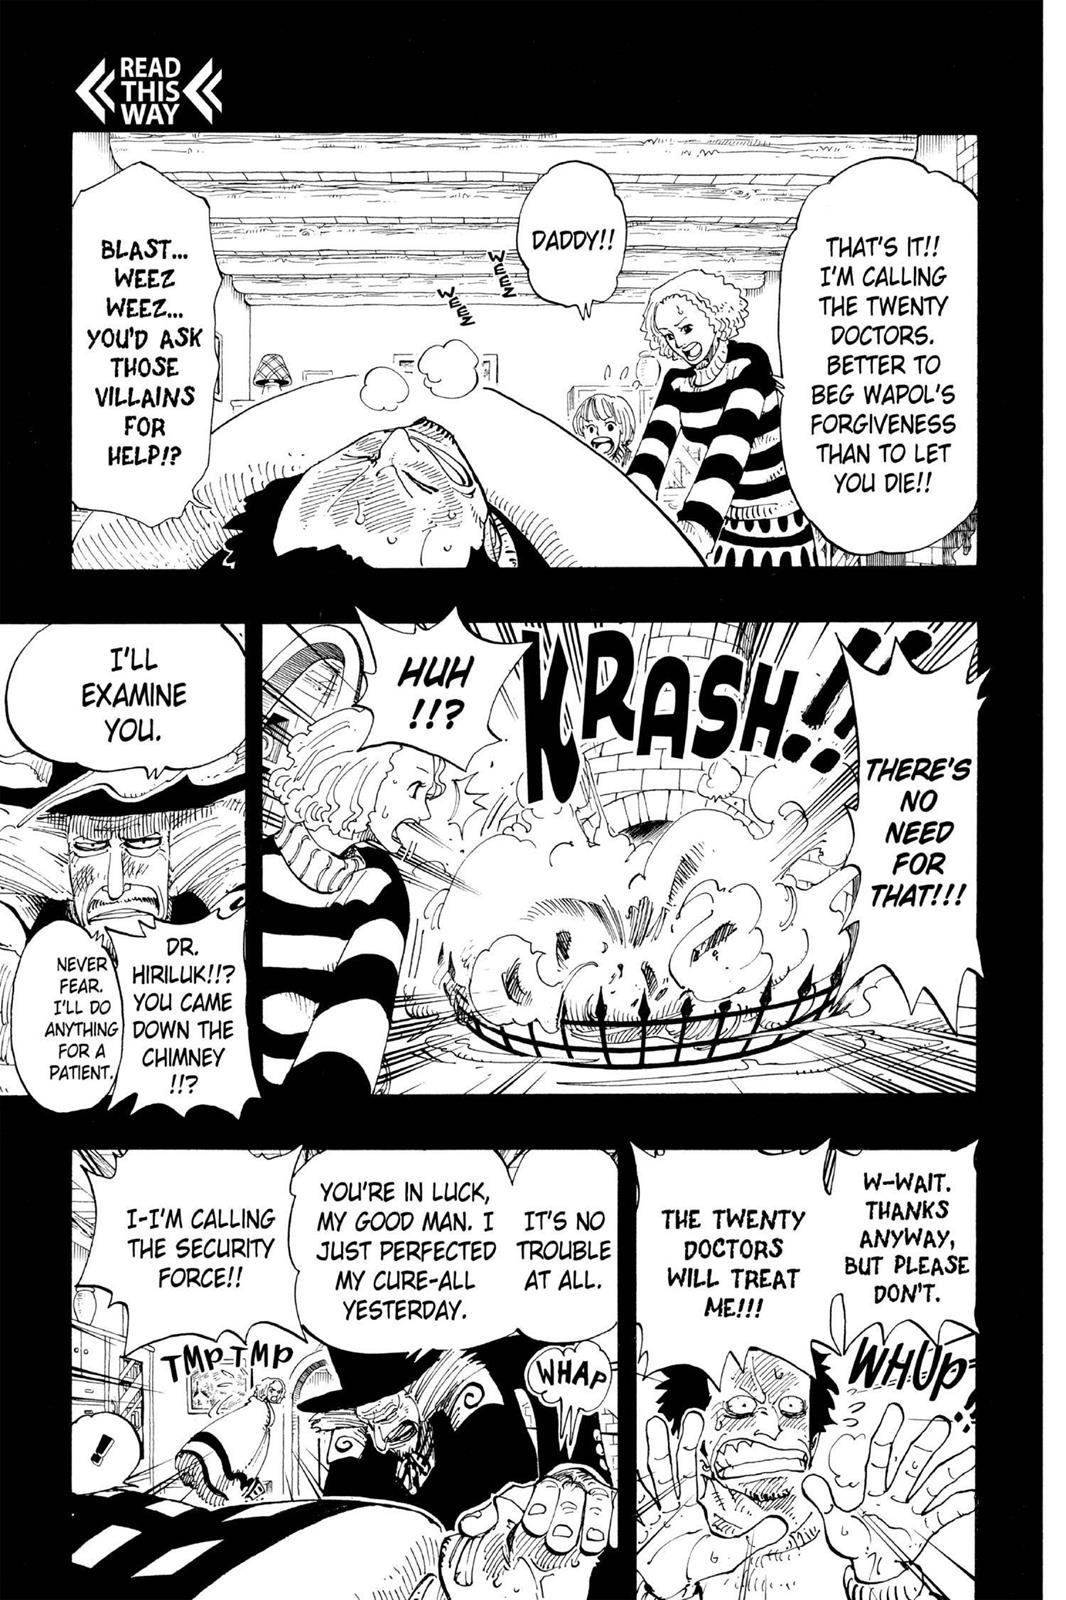 READ
THIS
WAY
THAT'S IT!!
I'M CALLING
THE TWENTY
DOCTORS.
BETTER TO
BEG WAPOL'S
FORGIVENESS
THAN TO LET
YOU DIE!!
DADDY!!
WEEZ
WEEZ
BLAST...
WEEZ
WEEZ...
YOU'D ASK
THOSE
VILLAINS
FOR
HELP!?
THERE'S
NO
NEED
FOR
THAT!!!
KRASH!!
HUH
!!?
I'LL
EXAMINE
YOU.
DR.
HIRILUK!!?
YOU CAME
DOWN THE
CHIMNEY
!!?
NEVER
FEAR.
I'LL DO
ANYTHING
FOR A
PATIENT.
W-WAIT.
THANKS
ANYWAY,
BUT PLEASE
DON'T.
THE TWENTY
DOCTORS
WILL TREAT
ME!!!
WHUP
IT'S NO
TROUBLE
AT ALL.
YOU'RE IN LUCK,
MY GOOD MAN. I
JUST PERFECTED
MY CURE-ALL
YESTERDAY.
WHAP
I-I'M CALLING
THE SECURITY
FORCE!!
TMP TMP
!